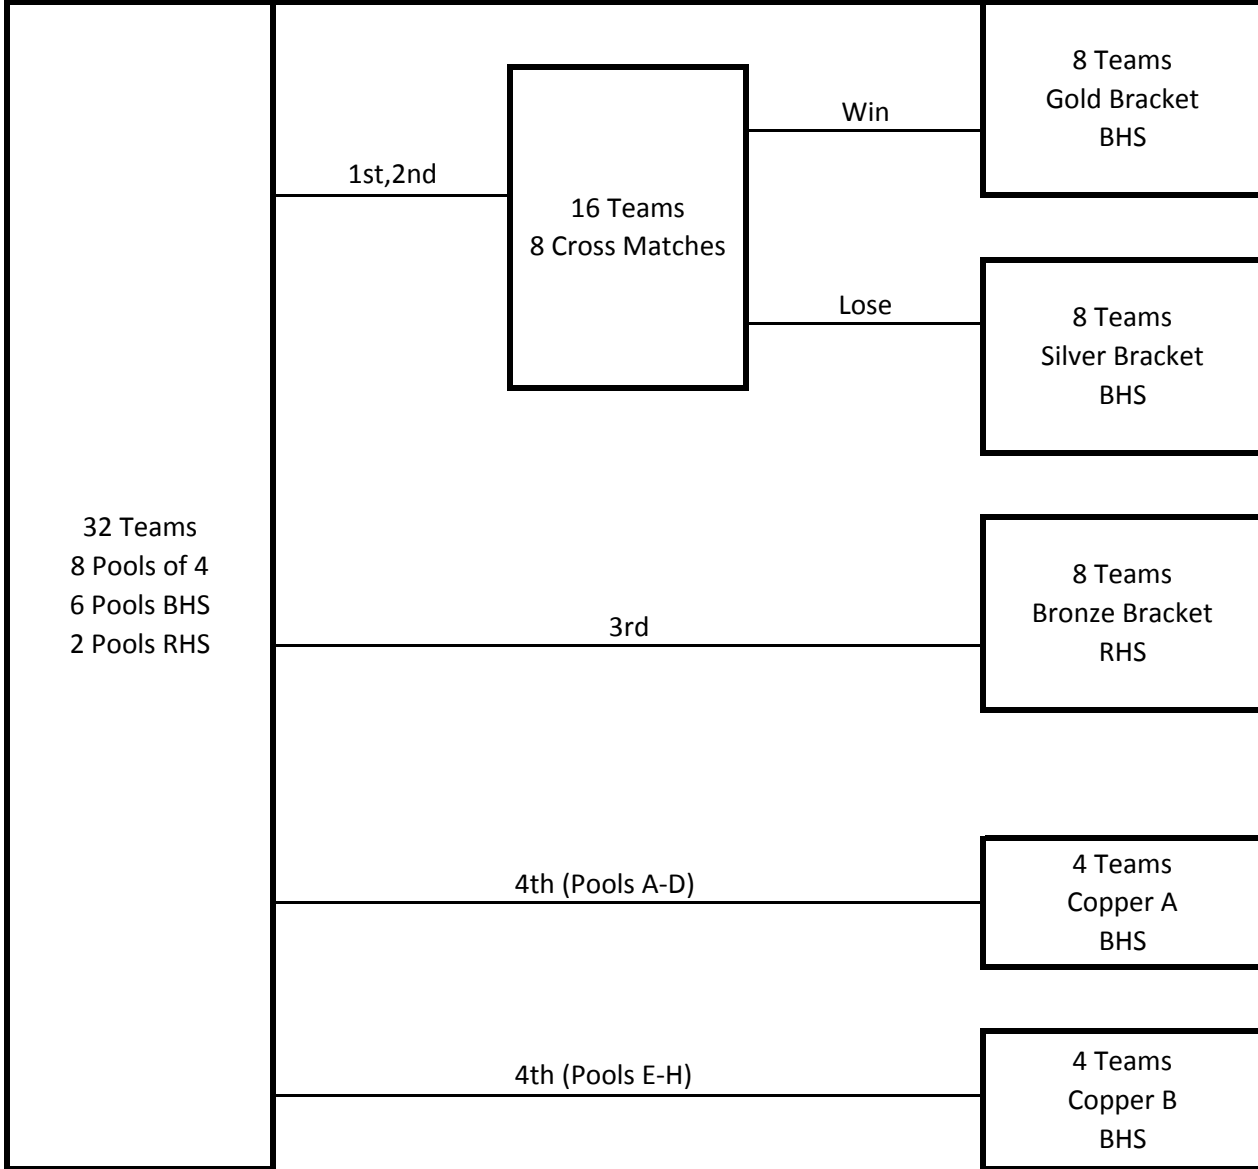 32 Teams
8 Pools of 4
6 Pools BHS
2 Pools RHS
1st,2nd
16 Teams
8 Cross Matches
Win
8 Teams
Gold Bracket
BHS
Lose
8 Teams
Silver Bracket
BHS
3rd
8 Teams
Bronze Bracket
RHS
4th (Pools A-D)
4 Teams
Copper A
BHS
4th (Pools E-H)
4 Teams
Copper B
BHS